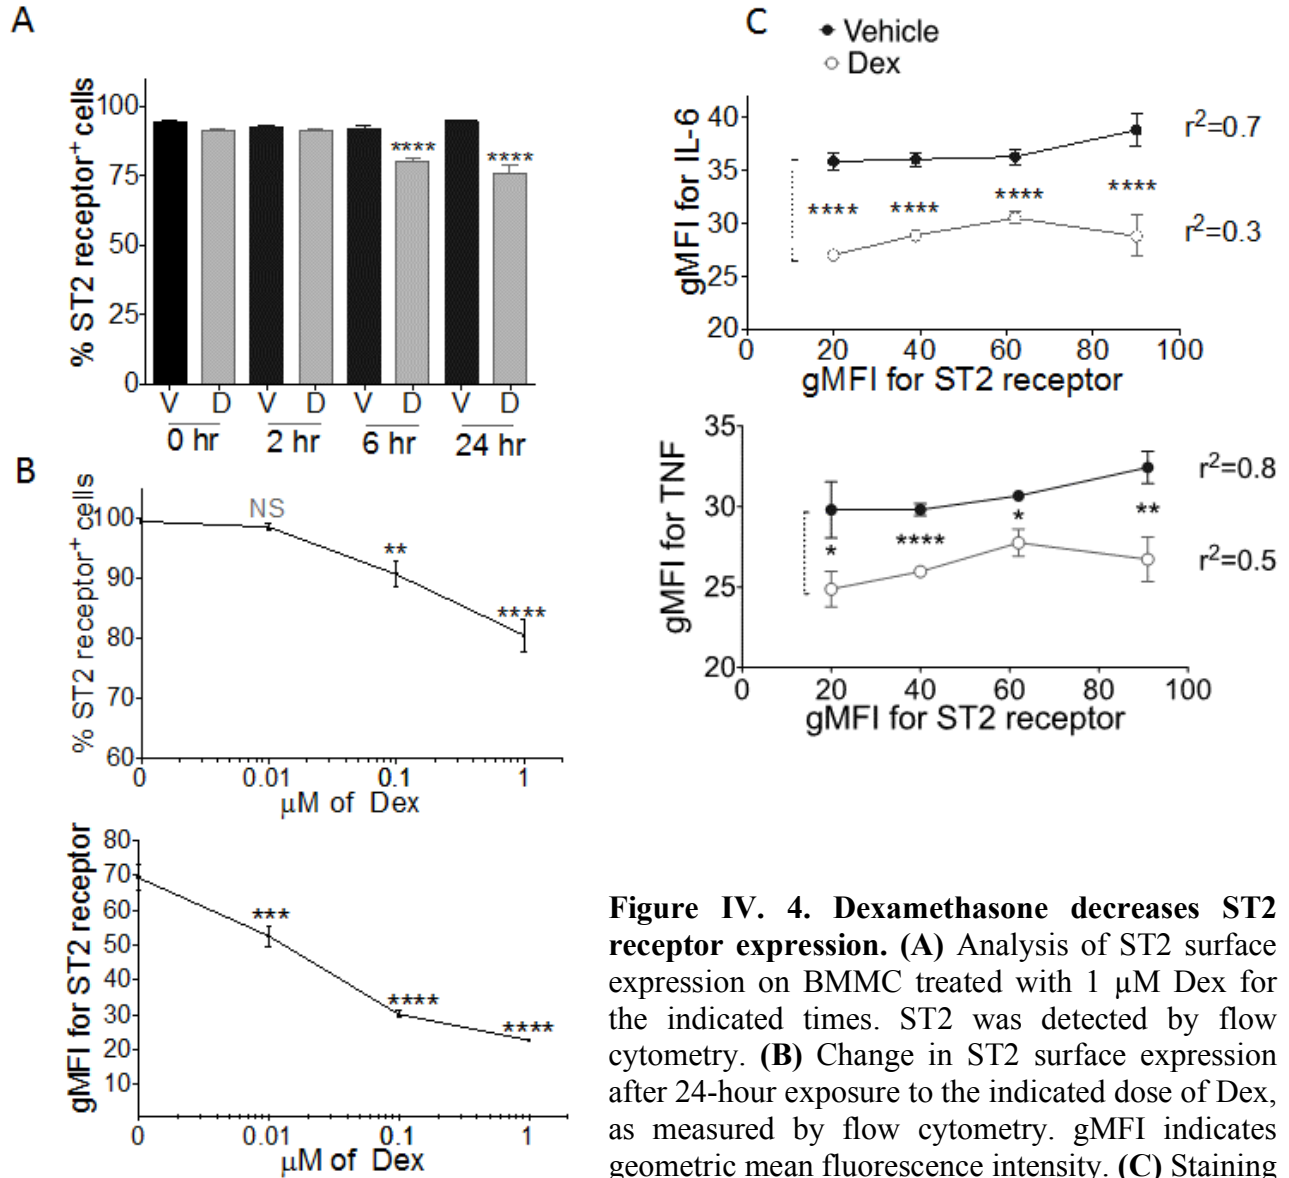 A
% ST2 receptor⁺ cells
100
75
50
25
0
****
****
V D V D V D V D
0 hr 2 hr 6 hr 24 hr
B
% ST2 receptor⁺ cells
100
90
80
70
60
NS
**
****
0 0.01 0.1 1
µM of Dex
gMFI for ST2 receptor
80
70
60
50
40
30
20
10
***
****
****
0 0.01 0.1 1
µM of Dex
C
Vehicle
Dex
gMFI for IL-6
40
35
30
25
20
**** **** **** ****
r²=0.7
r²=0.3
0 20 40 60 80 100
gMFI for ST2 receptor
gMFI for TNF
35
30
25
20
* **** * **
r²=0.8
r²=0.5
0 20 40 60 80 100
gMFI for ST2 receptor
Figure IV. 4. Dexamethasone decreases ST2
receptor expression. (A) Analysis of ST2 surface
expression on BMMC treated with 1 µM Dex for
the indicated times. ST2 was detected by flow
cytometry. (B) Change in ST2 surface expression
after 24-hour exposure to the indicated dose of Dex,
as measured by flow cytometry. gMFI indicates
geometric mean fluorescence intensity. (C) Staining